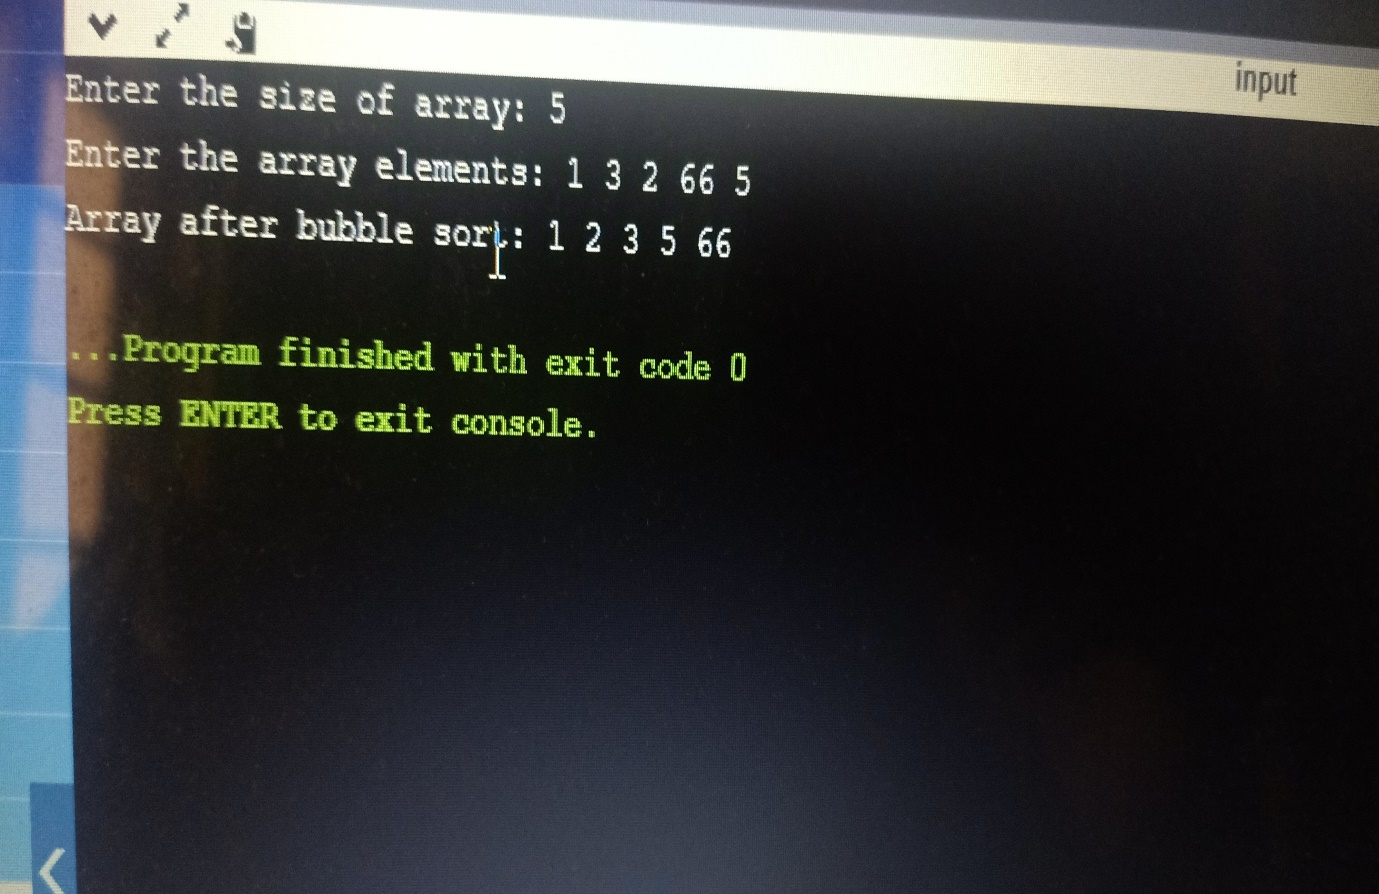 input
Enter the size of array: 5
Enter the array elements: 1 3 2 66 5
Array after bubble sort: 1 2 3 5 66
...Program finished with exit code 0
Press ENTER to exit console.